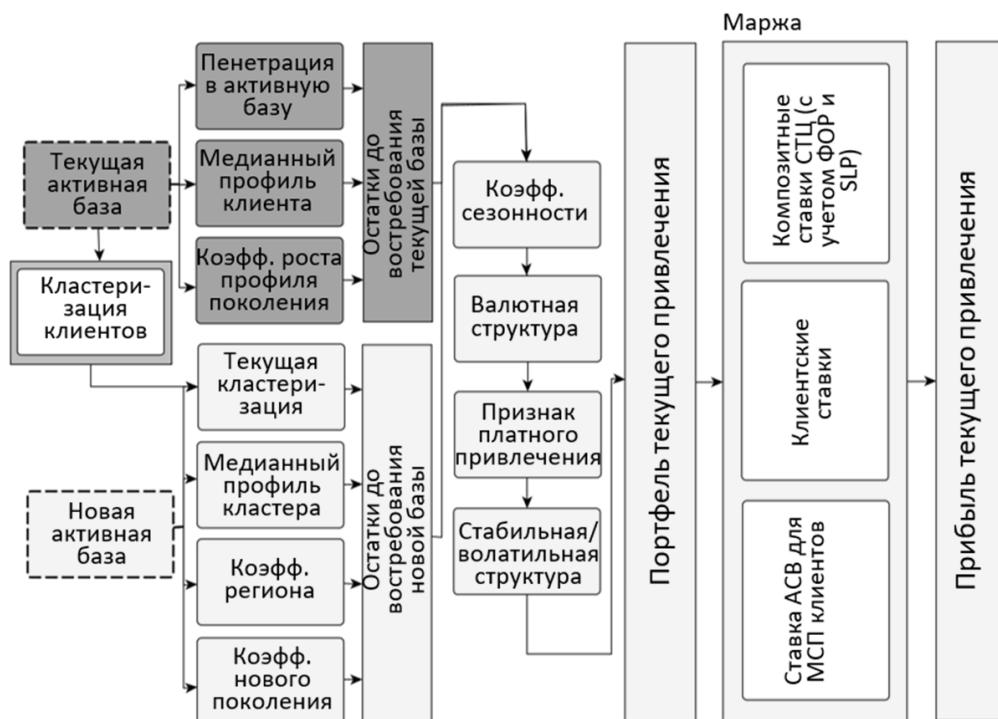 Текущая
активная
база
Кластери-
зация
клиентов
Новая
активная
база
Пенетрация
в активную
базу
Медианный
профиль
клиента
Коэфф. роста
профиля
поколения
Текущая
кластери-
зация
Медианный
профиль
кластера
Коэфф.
региона
Коэфф.
нового
поколения
Остатки до
востребования
текущей базы
Остатки до
востребования
новой базы
Коэфф.
сезонности
Валютная
структура
Признак
платного
привлечения
Стабильная/
волатильная
структура
Портфель текущего привлечения
Маржа
Композитные
ставки СТЦ (с
учетом ФОР и
SLP)
Клиентские
ставки
Ставка АСВ для
МСП клиентов
Прибыль текущего привлечения